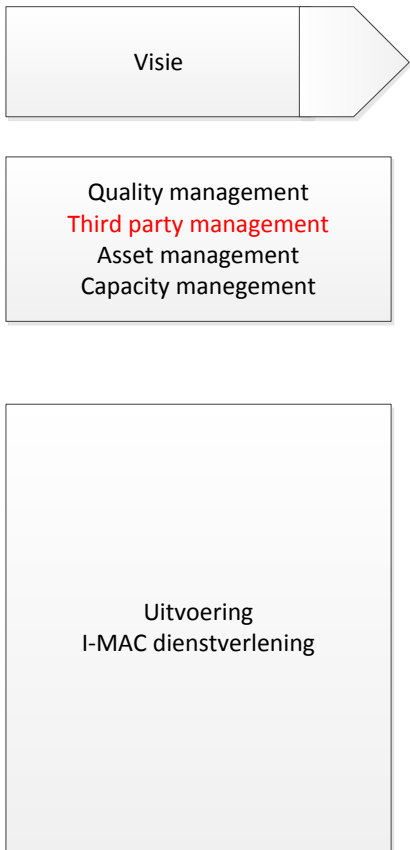 Visie
Quality management
Third party management
Asset management
Capacity manegement
Uitvoering
I-MAC dienstverlening